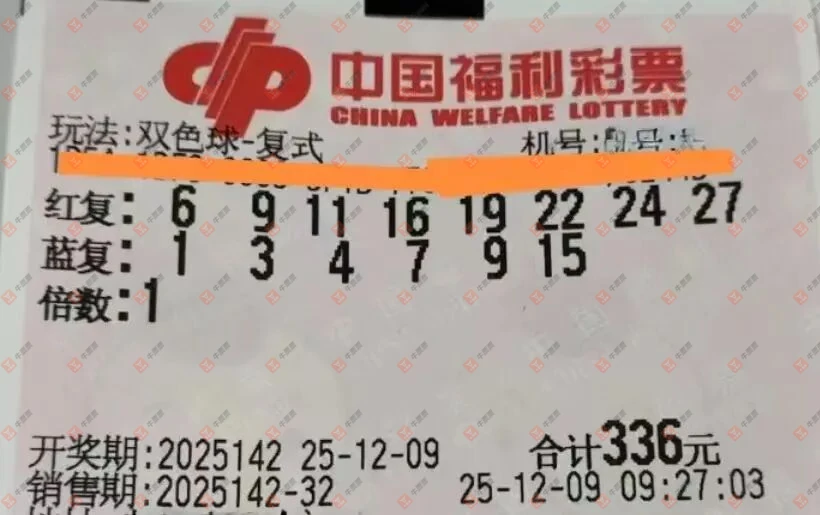 中国福利彩票
CHINA WELFARE LOTTERY
玩法:双色球-复式 机号:
红复: 6 9 11 16 19 22 24 27
蓝复: 1 3 4 7 9 15
倍数:1
开奖期:2025142 25-12-09 合计336元
销售期:2025142-32 25-12-09 09:27:03